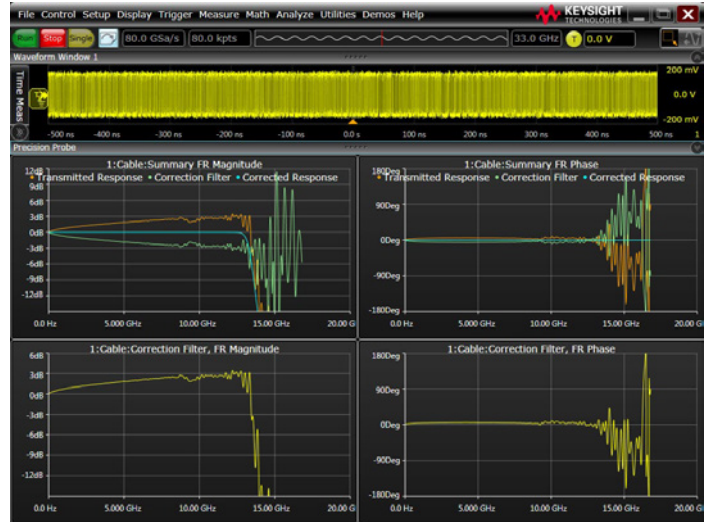 File Control Setup Display Trigger Measure Math Analyze Utilities Demos Help
KEYSIGHT
TECHNOLOGIES
Run Stop Single 80.0 GSa/s 80.0 kpts 33.0 GHz T 0.0 V
Waveform Window 1
Time Meas
200 mV
0.0 V
-200 mV
-500 ns -400 ns -300 ns -200 ns -100 ns 0.0 s 100 ns 200 ns 300 ns 400 ns 500 ns 1
Precision Probe
1:Cable:Summary FR Magnitude
Transmitted Response • Correction Filter • Corrected Response
12dB
9dB
6dB
3dB
0dB
-3dB
-6dB
-9dB
-12dB
0.0 Hz 5.000 GHz 10.00 GHz 15.00 GHz 20.00 G
1:Cable:Summary FR Phase
Transmitted Response • Correction Filter • Corrected Response
180Deg
90Deg
0Deg
-90Deg
-180Deg
0.0 Hz 5.000 GHz 10.00 GHz 15.00 GHz 20.00 G
1:Cable:Correction Filter, FR Magnitude
6dB
3dB
0dB
-3dB
-6dB
-9dB
-12dB
0.0 Hz 5.000 GHz 10.00 GHz 15.00 GHz 20.00 G
1:Cable:Correction Filter, FR Phase
180Deg
90Deg
0Deg
-90Deg
-180Deg
0.0 Hz 5.000 GHz 10.00 GHz 15.00 GHz 20.00 G